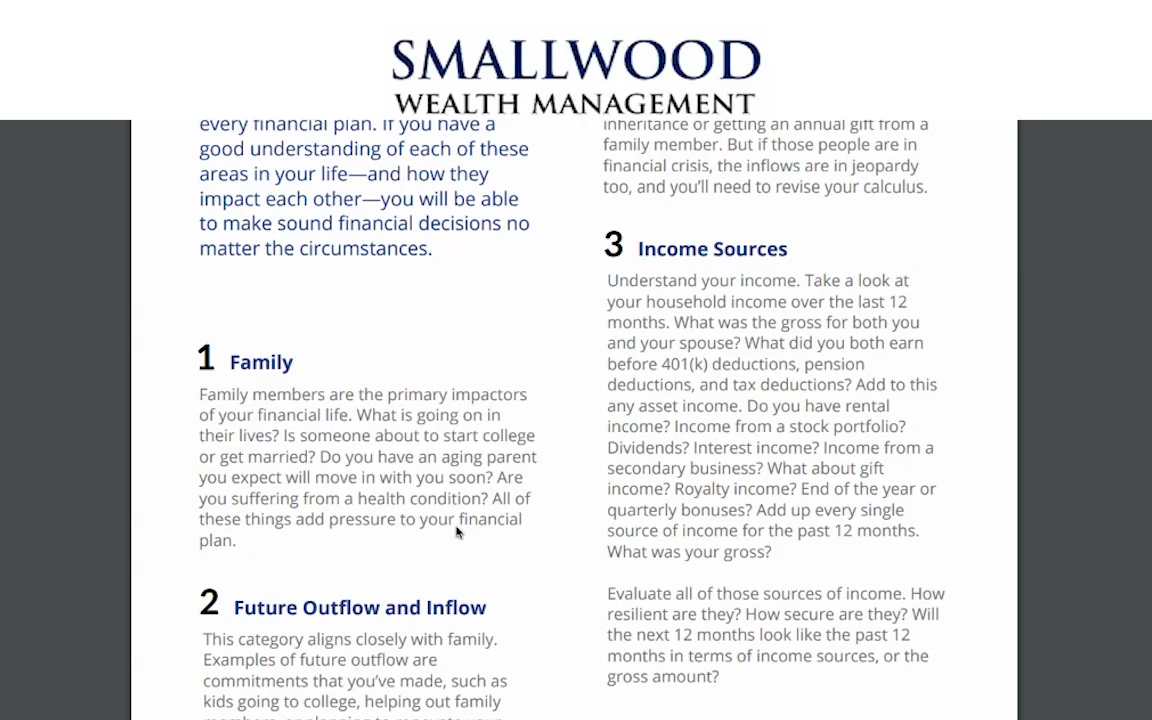 SMALLWOOD
WEALTH MANAGEMENT
every financial plan. If you have a
good understanding of each of these
areas in your life—and how they
impact each other—you will be able
to make sound financial decisions no
matter the circumstances.
1 Family
Family members are the primary impactors
of your financial life. What is going on in
their lives? Is someone about to start college
or get married? Do you have an aging parent
you expect will move in with you soon? Are
you suffering from a health condition? All of
these things add pressure to your financial
plan.
2 Future Outflow and Inflow
This category aligns closely with family.
Examples of future outflow are
commitments that you've made, such as
kids going to college, helping out family
members, or planning to renovate your
inheritance or getting an annual gift from a
family member. But if those people are in
financial crisis, the inflows are in jeopardy
too, and you'll need to revise your calculus.
3 Income Sources
Understand your income. Take a look at
your household income over the last 12
months. What was the gross for both you
and your spouse? What did you both earn
before 401(k) deductions, pension
deductions, and tax deductions? Add to this
any asset income. Do you have rental
income? Income from a stock portfolio?
Dividends? Interest income? Income from a
secondary business? What about gift
income? Royalty income? End of the year or
quarterly bonuses? Add up every single
source of income for the past 12 months.
What was your gross?
Evaluate all of those sources of income. How
resilient are they? How secure are they? Will
the next 12 months look like the past 12
months in terms of income sources, or the
gross amount?